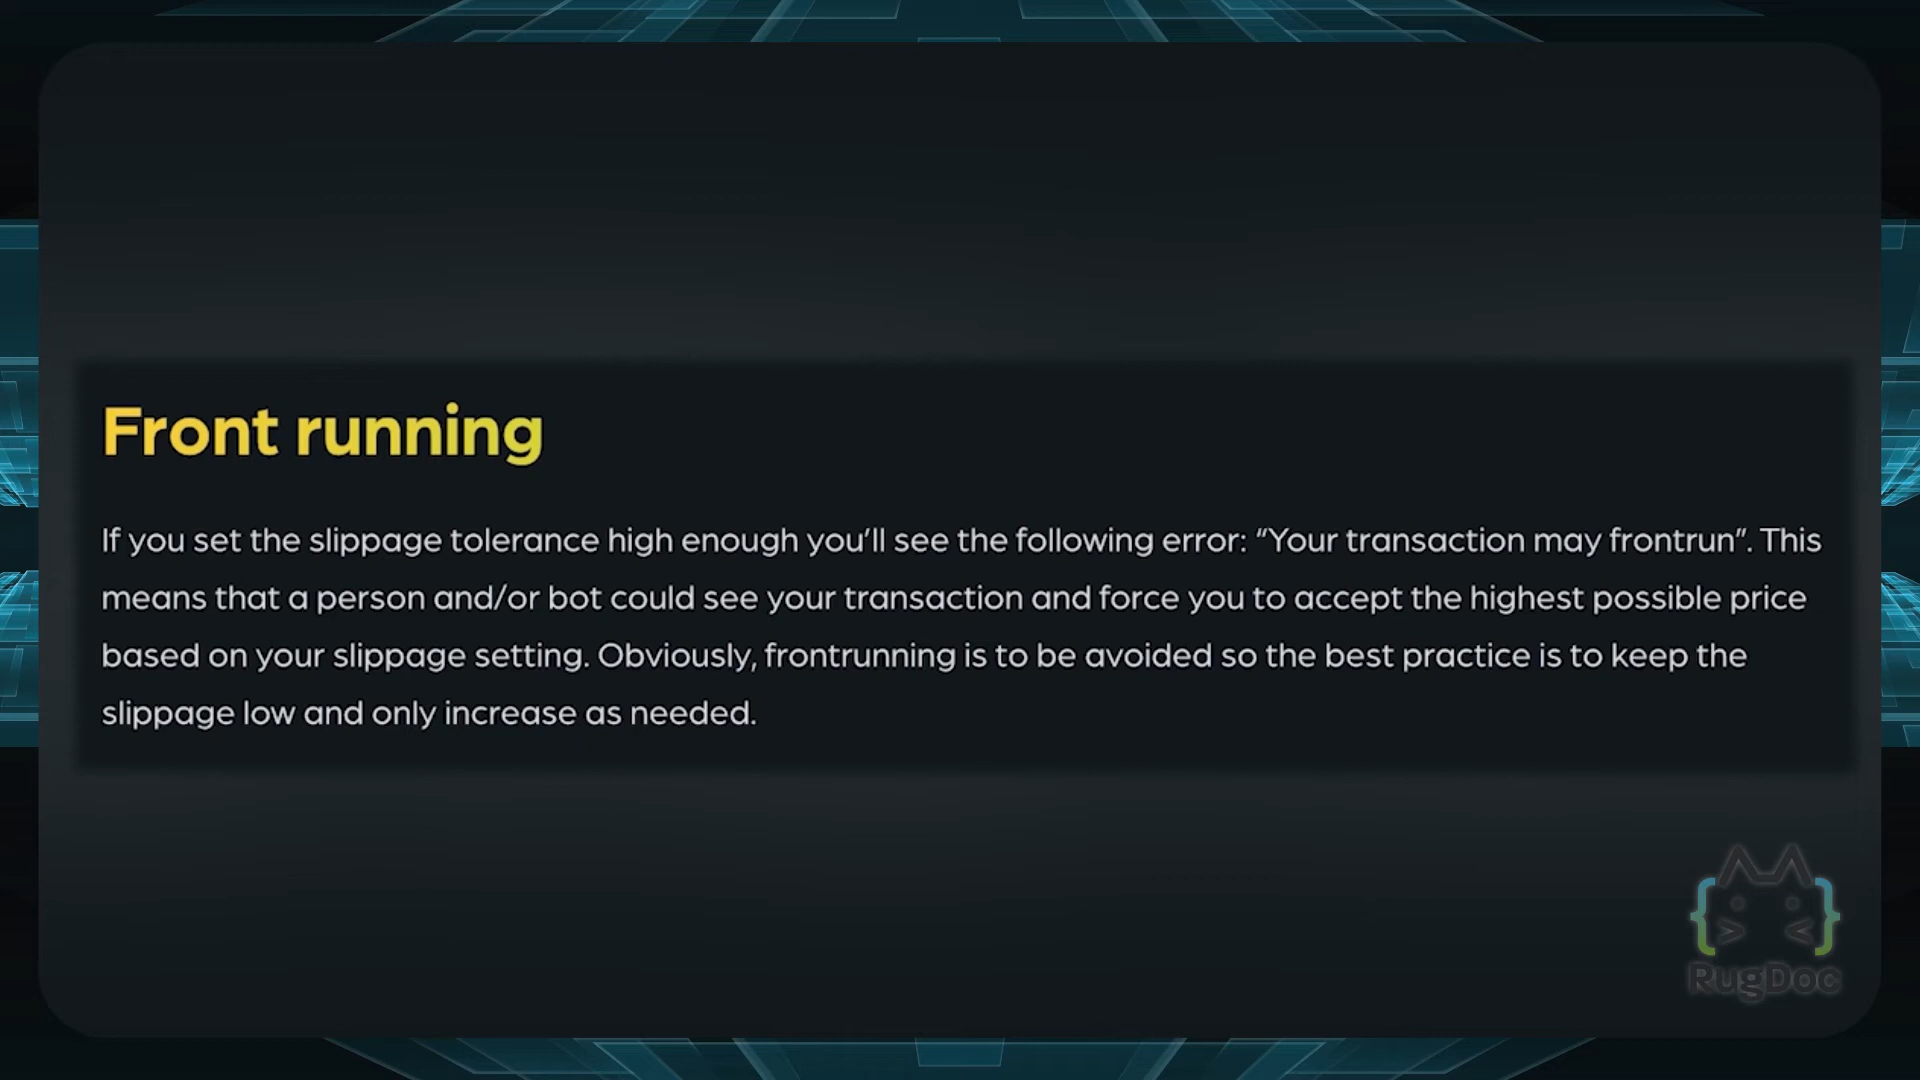 Front running
If you set the slippage tolerance high enough you’ll see the following error: “Your transaction may frontrun”. This
means that a person and/or bot could see your transaction and force you to accept the highest possible price
based on your slippage setting. Obviously, frontrunning is to be avoided so the best practice is to keep the
slippage low and only increase as needed.
RugDoc